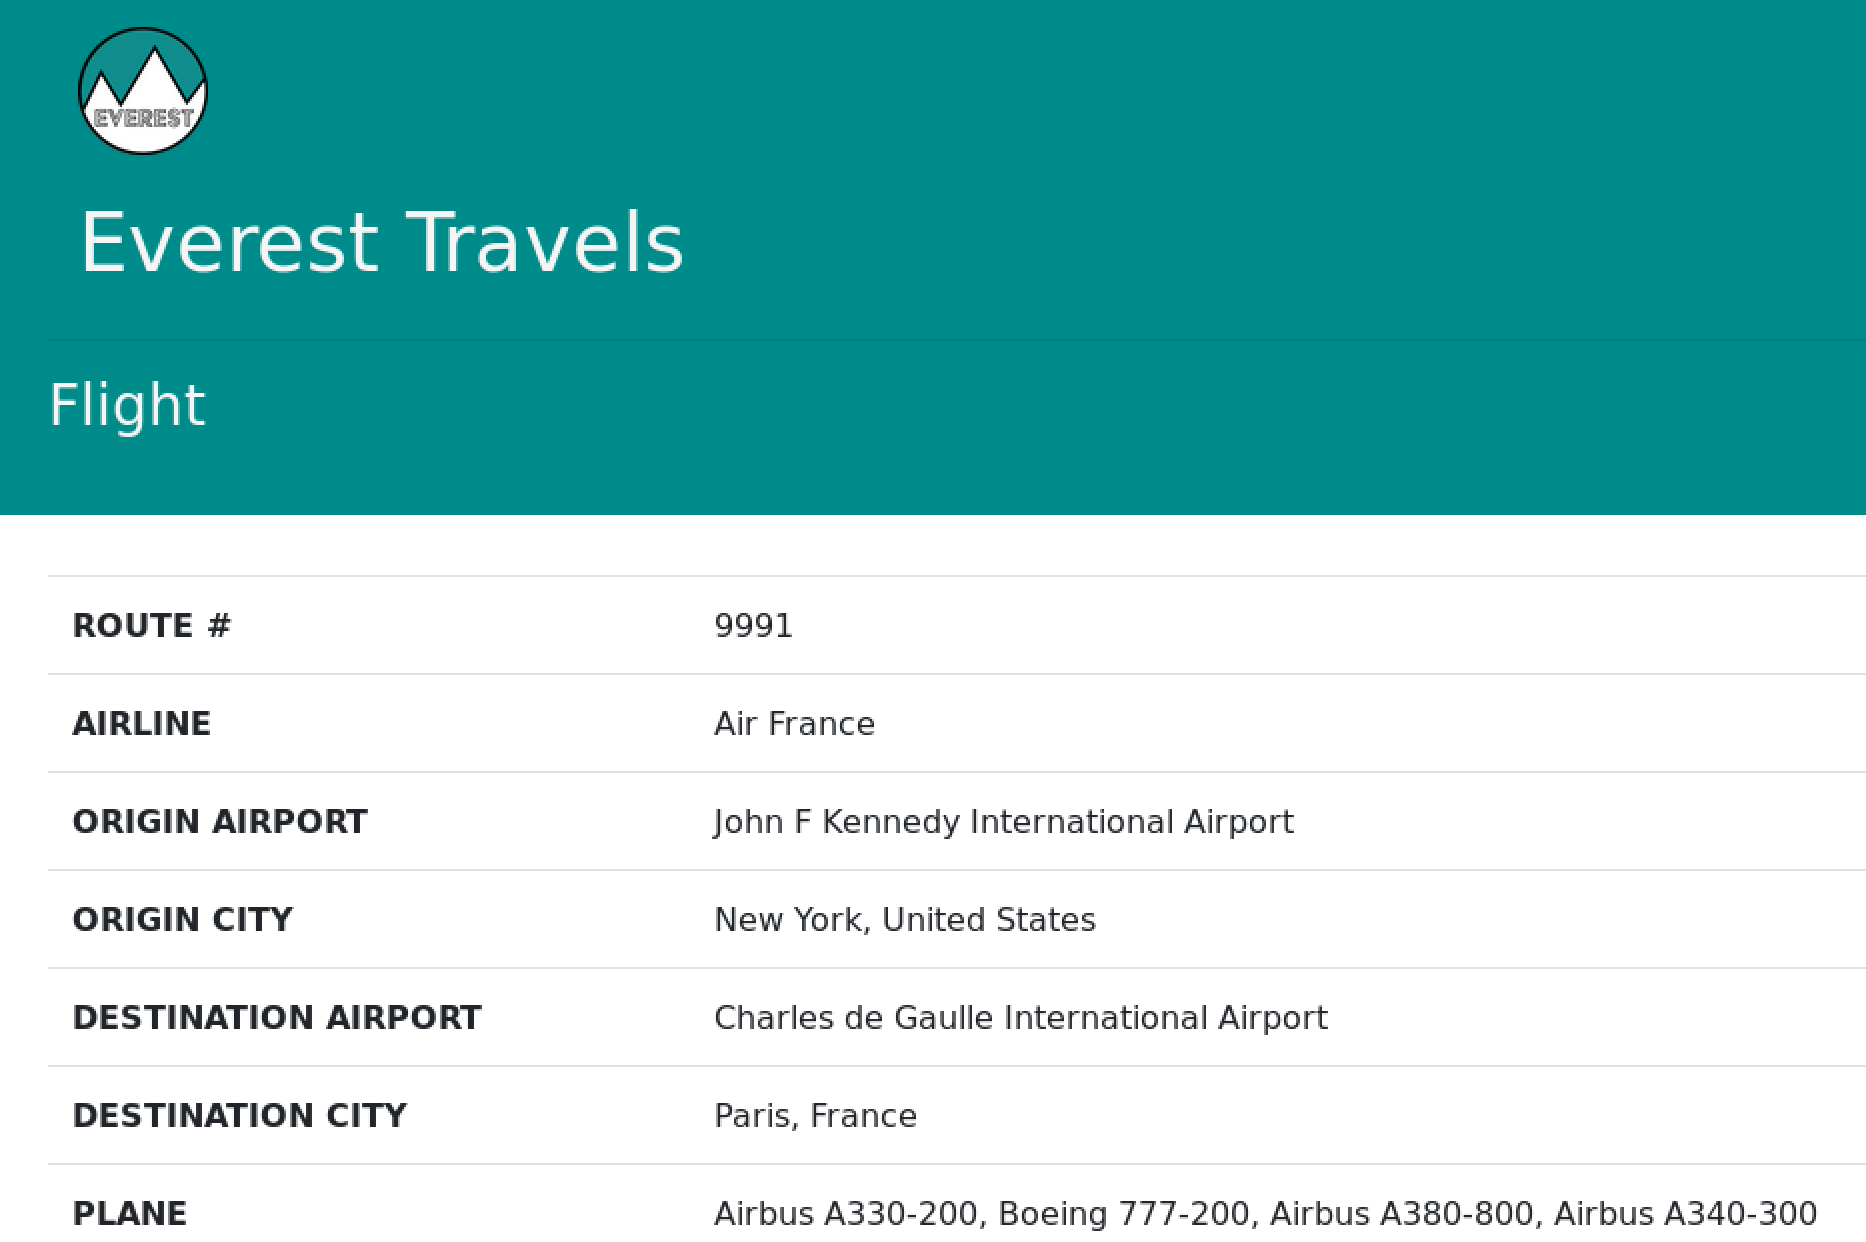 EVEREST
Everest Travels
Flight
ROUTE # 9991
AIRLINE Air France
ORIGIN AIRPORT John F Kennedy International Airport
ORIGIN CITY New York, United States
DESTINATION AIRPORT Charles de Gaulle International Airport
DESTINATION CITY Paris, France
PLANE Airbus A330-200, Boeing 777-200, Airbus A380-800, Airbus A340-300